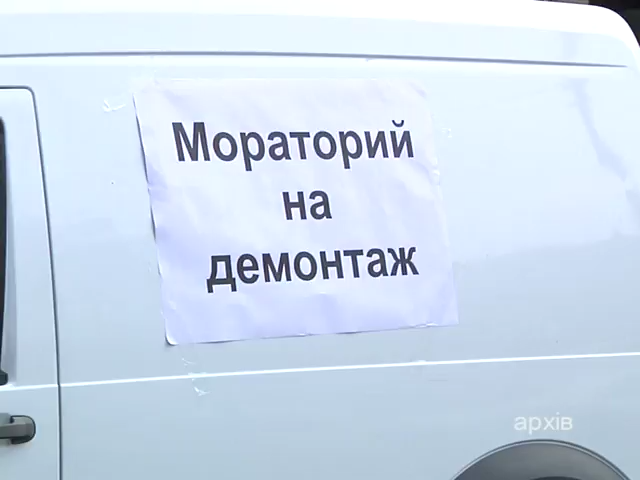 Мораторий
на
демонтаж
архів